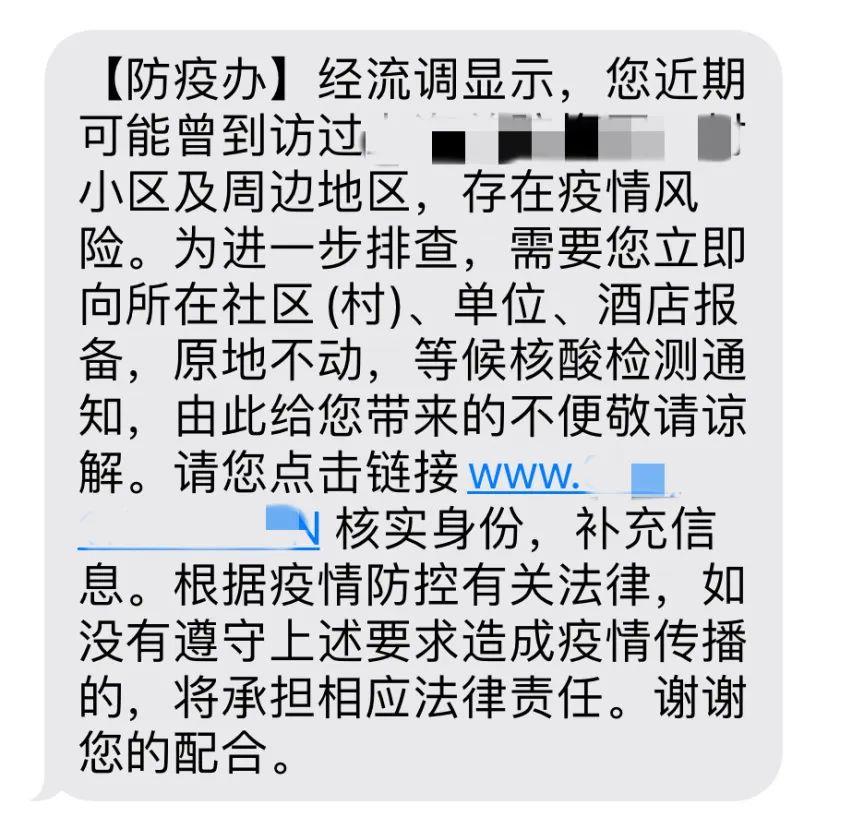 【防疫办】经流调显示，您近期
可能曾到访过
小区及周边地区，存在疫情风
险。为进一步排查，需要您立即
向所在社区(村)、单位、酒店报
备，原地不动，等候核酸检测通
知，由此给您带来的不便敬请谅
解。请您点击链接www.
N核实身份，补充信
息。根据疫情防控有关法律，如
没有遵守上述要求造成疫情传播
的，将承担相应法律责任。谢谢
您的配合。